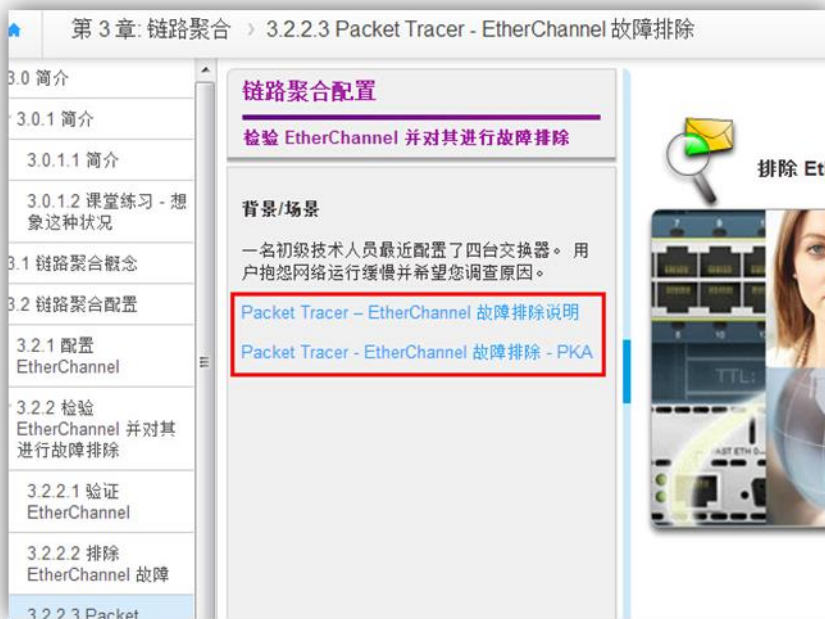 第 3 章: 链路聚合 › 3.2.2.3 Packet Tracer - EtherChannel 故障排除
3.0 简介
3.0.1 简介
3.0.1.1 简介
3.0.1.2 课堂练习 - 想
象这种状况
3.1 链路聚合概念
3.2 链路聚合配置
3.2.1 配置
EtherChannel
3.2.2 检验
EtherChannel 并对其
进行故障排除
3.2.2.1 验证
EtherChannel
3.2.2.2 排除
EtherChannel 故障
3.2.2.3 Packet
链路聚合配置
检验 EtherChannel 并对其进行故障排除
背景/场景
一名初级技术人员最近配置了四台交换器。 用
户抱怨网络运行缓慢并希望您调查原因。
Packet Tracer – EtherChannel 故障排除说明
Packet Tracer - EtherChannel 故障排除 - PKA
排除 Et
TTL: